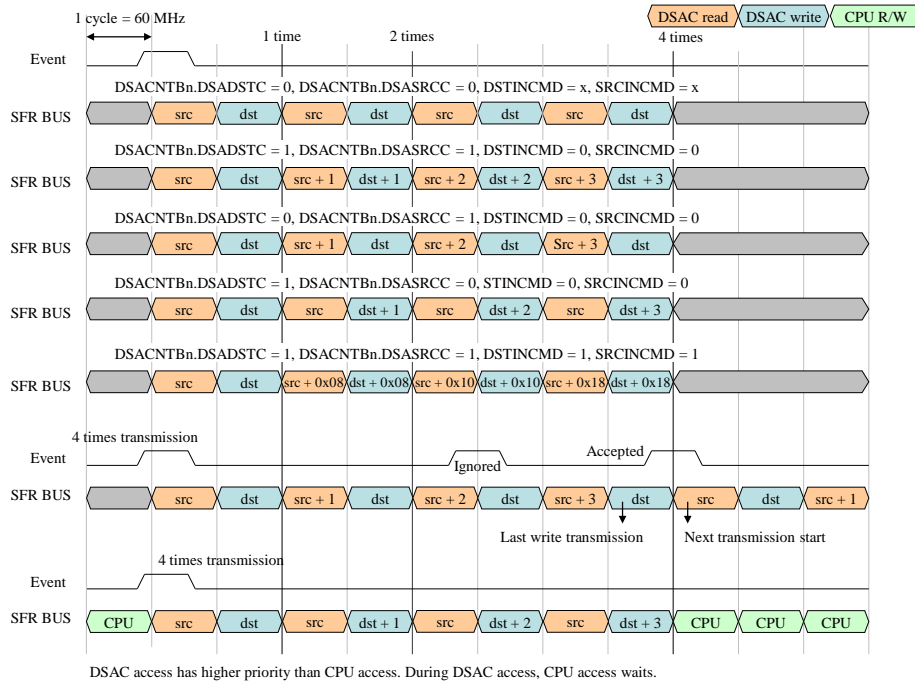 1 cycle = 60 MHz DSAC read DSAC write CPU R/W
1 time 2 times 4 times
Event
DSACNTBn.DSADSTC = 0, DSACNTBn.DSASRCC = 0, DSTINCMD = x, SRCINCMD = x
SFR BUS src dst src dst src dst src dst
DSACNTBn.DSADSTC = 1, DSACNTBn.DSASRCC = 1, DSTINCMD = 0, SRCINCMD = 0
SFR BUS src dst src + 1 dst + 1 src + 2 dst + 2 src + 3 dst + 3
DSACNTBn.DSADSTC = 0, DSACNTBn.DSASRCC = 1, DSTINCMD = 0, SRCINCMD = 0
SFR BUS src dst src + 1 dst src + 2 dst Src + 3 dst
DSACNTBn.DSADSTC = 1, DSACNTBn.DSASRCC = 0, STINCMD = 0, SRCINCMD = 0
SFR BUS src dst src dst + 1 src dst + 2 src dst + 3
DSACNTBn.DSADSTC = 1, DSACNTBn.DSASRCC = 1, DSTINCMD = 1, SRCINCMD = 1
SFR BUS src dst src + 0x08 dst + 0x08 src + 0x10 dst + 0x10 src + 0x18 dst + 0x18
4 times transmission Accepted
Event Ignored
SFR BUS src dst src + 1 dst src + 2 dst src + 3 dst src dst src + 1
Last write transmission Next transmission start
4 times transmission
Event
SFR BUS CPU src dst src dst + 1 src dst + 2 src dst + 3 CPU CPU CPU
DSAC access has higher priority than CPU access. During DSAC access, CPU access waits.